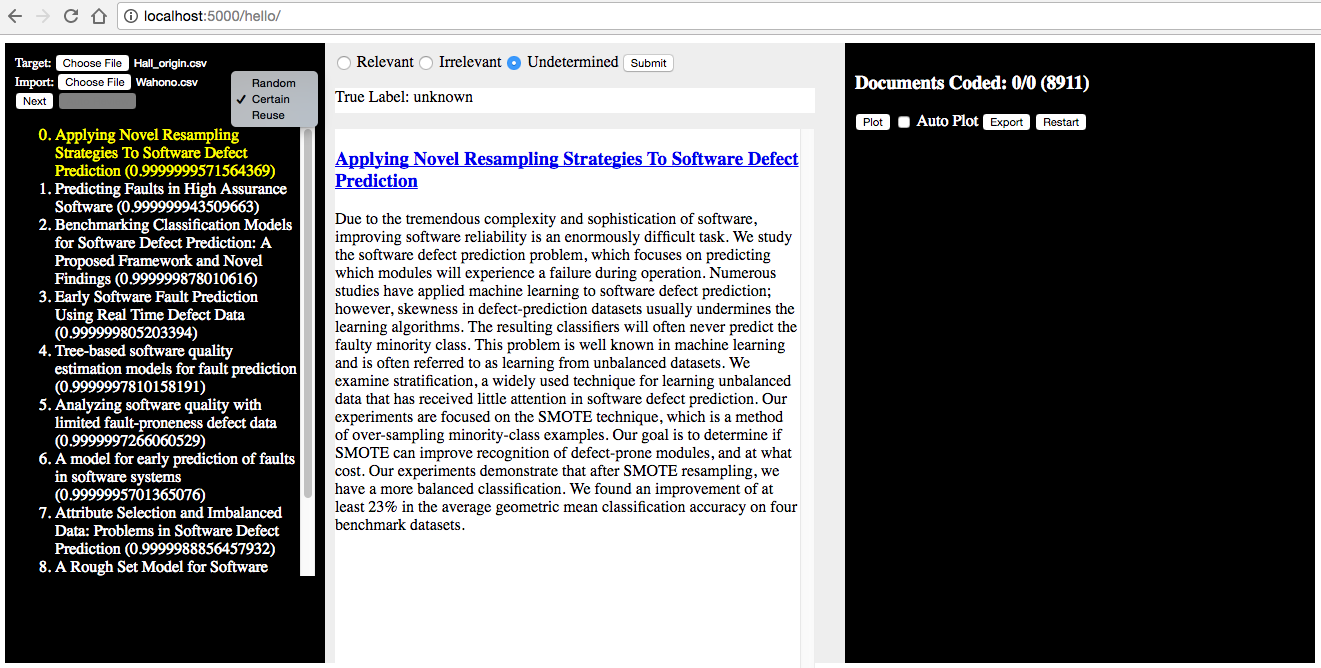 localhost:5000/hello/
Target: Choose File Hall_origin.csv
Import: Choose File Wahono.csv
Next
Random
✓ Certain
Reuse
0. Applying Novel Resampling
Strategies To Software Defect
Prediction (0.9999999571564369)
1. Predicting Faults in High Assurance
Software (0.999999943509663)
2. Benchmarking Classification Models
for Software Defect Prediction: A
Proposed Framework and Novel
Findings (0.999999878010616)
3. Early Software Fault Prediction
Using Real Time Defect Data
(0.999999805203394)
4. Tree-based software quality
estimation models for fault prediction
(0.9999997810158191)
5. Analyzing software quality with
limited fault-proneness defect data
(0.9999997266060529)
6. A model for early prediction of faults
in software systems
(0.9999995701365076)
7. Attribute Selection and Imbalanced
Data: Problems in Software Defect
Prediction (0.9999988856457932)
8. A Rough Set Model for Software
Relevant Irrelevant Undetermined Submit
True Label: unknown
Applying Novel Resampling Strategies To Software Defect
Prediction
Due to the tremendous complexity and sophistication of software,
improving software reliability is an enormously difficult task. We study
the software defect prediction problem, which focuses on predicting
which modules will experience a failure during operation. Numerous
studies have applied machine learning to software defect prediction;
however, skewness in defect-prediction datasets usually undermines the
learning algorithms. The resulting classifiers will often never predict the
faulty minority class. This problem is well known in machine learning
and is often referred to as learning from unbalanced datasets. We
examine stratification, a widely used technique for learning unbalanced
data that has received little attention in software defect prediction. Our
experiments are focused on the SMOTE technique, which is a method
of over-sampling minority-class examples. Our goal is to determine if
SMOTE can improve recognition of defect-prone modules, and at what
cost. Our experiments demonstrate that after SMOTE resampling, we
have a more balanced classification. We found an improvement of at
least 23% in the average geometric mean classification accuracy on four
benchmark datasets.
Documents Coded: 0/0 (8911)
Plot Auto Plot Export Restart